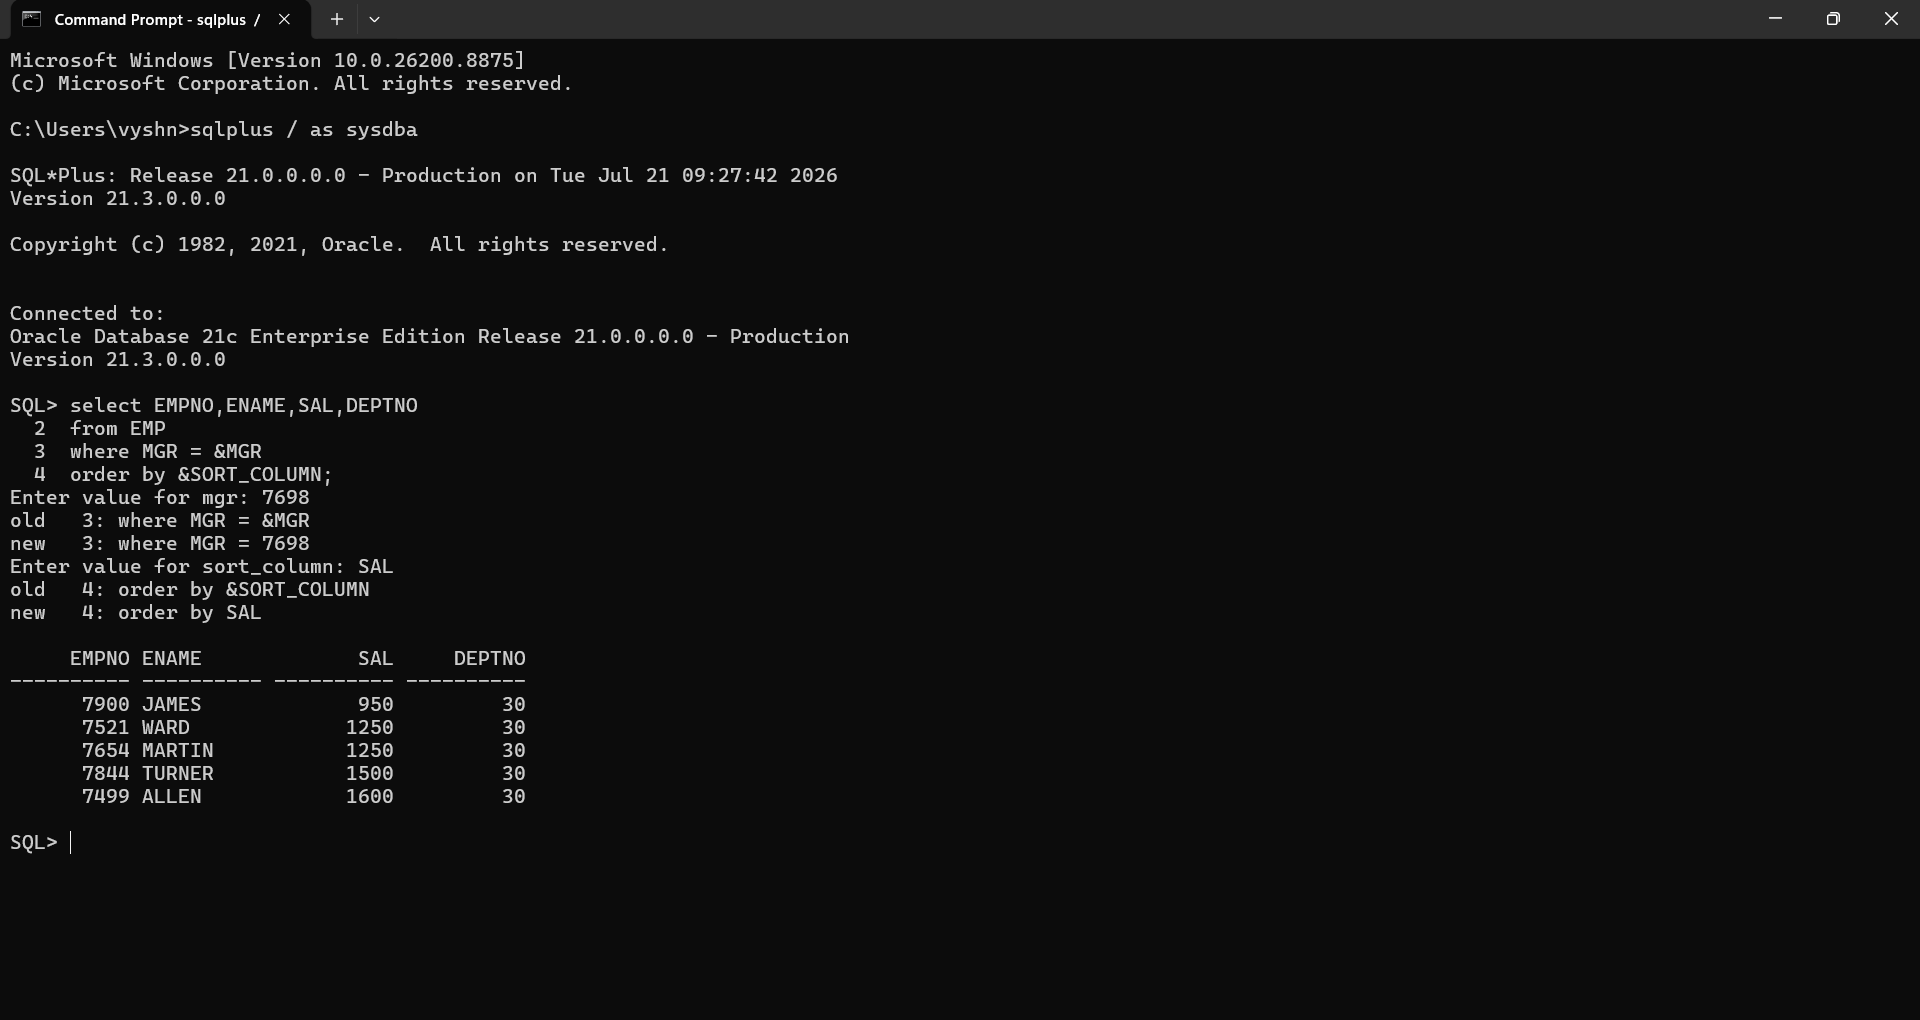 Command Prompt - sqlplus  /
Microsoft Windows [Version 10.0.26200.8875]
(c) Microsoft Corporation. All rights reserved.
C:\Users\vyshn>sqlplus / as sysdba
SQL*Plus: Release 21.0.0.0.0 - Production on Tue Jul 21 09:27:42 2026
Version 21.3.0.0.0
Copyright (c) 1982, 2021, Oracle.  All rights reserved.
Connected to:
Oracle Database 21c Enterprise Edition Release 21.0.0.0.0 - Production
Version 21.3.0.0.0
SQL> select EMPNO,ENAME,SAL,DEPTNO
  2  from EMP
  3  where MGR = &MGR
  4  order by &SORT_COLUMN;
Enter value for mgr: 7698
old   3: where MGR = &MGR
new   3: where MGR = 7698
Enter value for sort_column: SAL
old   4: order by &SORT_COLUMN
new   4: order by SAL
     EMPNO ENAME             SAL     DEPTNO
---------- ---------- ---------- ----------
      7900 JAMES             950         30
      7521 WARD             1250         30
      7654 MARTIN           1250         30
      7844 TURNER           1500         30
      7499 ALLEN            1600         30
SQL>